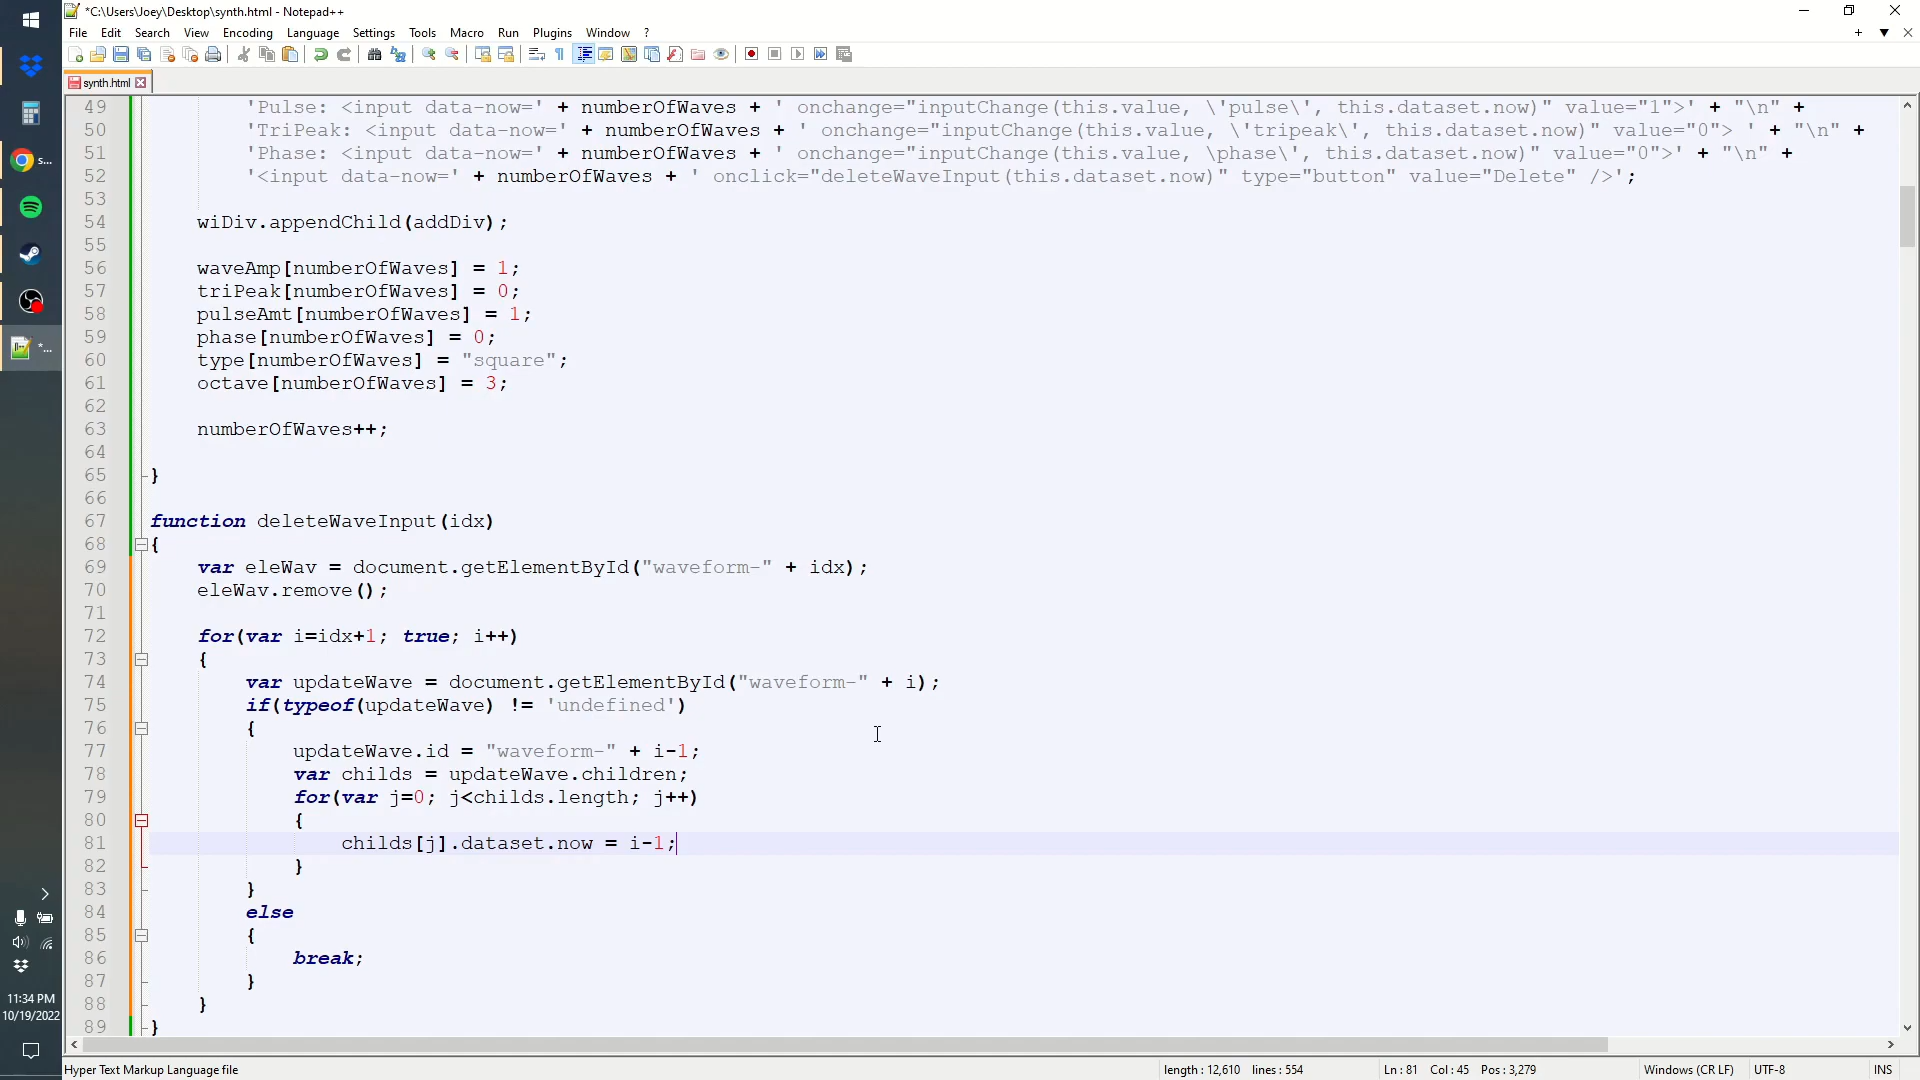 *C:\Users\Joey\Desktop\synth.html - Notepad++
File Edit Search View Encoding Language Settings Tools Macro Run Plugins Window ?
synth.html
49 'Pulse: <input data-now=' + numberOfWaves + ' onchange="inputChange(this.value, \'pulse\', this.dataset.now)" value="1">' + "\n" +
50 'TriPeak: <input data-now=' + numberOfWaves + ' onchange="inputChange(this.value, \'tripeak\', this.dataset.now)" value="0"> ' + "\n" +
51 'Phase: <input data-now=' + numberOfWaves + ' onchange="inputChange(this.value, \phase\', this.dataset.now)" value="0">' + "\n" +
52 '<input data-now=' + numberOfWaves + ' onclick="deleteWaveInput(this.dataset.now)" type="button" value="Delete" />';
53
54 wiDiv.appendChild(addDiv);
55
56 waveAmp[numberOfWaves] = 1;
57 triPeak[numberOfWaves] = 0;
58 pulseAmt[numberOfWaves] = 1;
59 phase[numberOfWaves] = 0;
60 type[numberOfWaves] = "square";
61 octave[numberOfWaves] = 3;
62
63 numberOfWaves++;
64
65 }
66
67 function deleteWaveInput(idx)
68 {
69 var eleWav = document.getElementById("waveform-" + idx);
70 eleWav.remove();
71
72 for(var i=idx+1; true; i++)
73 {
74 var updateWave = document.getElementById("waveform-" + i);
75 if(typeof(updateWave) != 'undefined')
76 {
77 updateWave.id = "waveform-" + i-1;
78 var childs = updateWave.children;
79 for(var j=0; j<childs.length; j++)
80 {
81 childs[j].dataset.now = i-1;
82 }
83 }
84 else
85 {
86 break;
87 }
88 }
89 }
s...
*...
11:34 PM
10/19/2022
Hyper Text Markup Language file length : 12,610 lines : 554 Ln : 81 Col : 45 Pos : 3,279 Windows (CR LF) UTF-8 INS